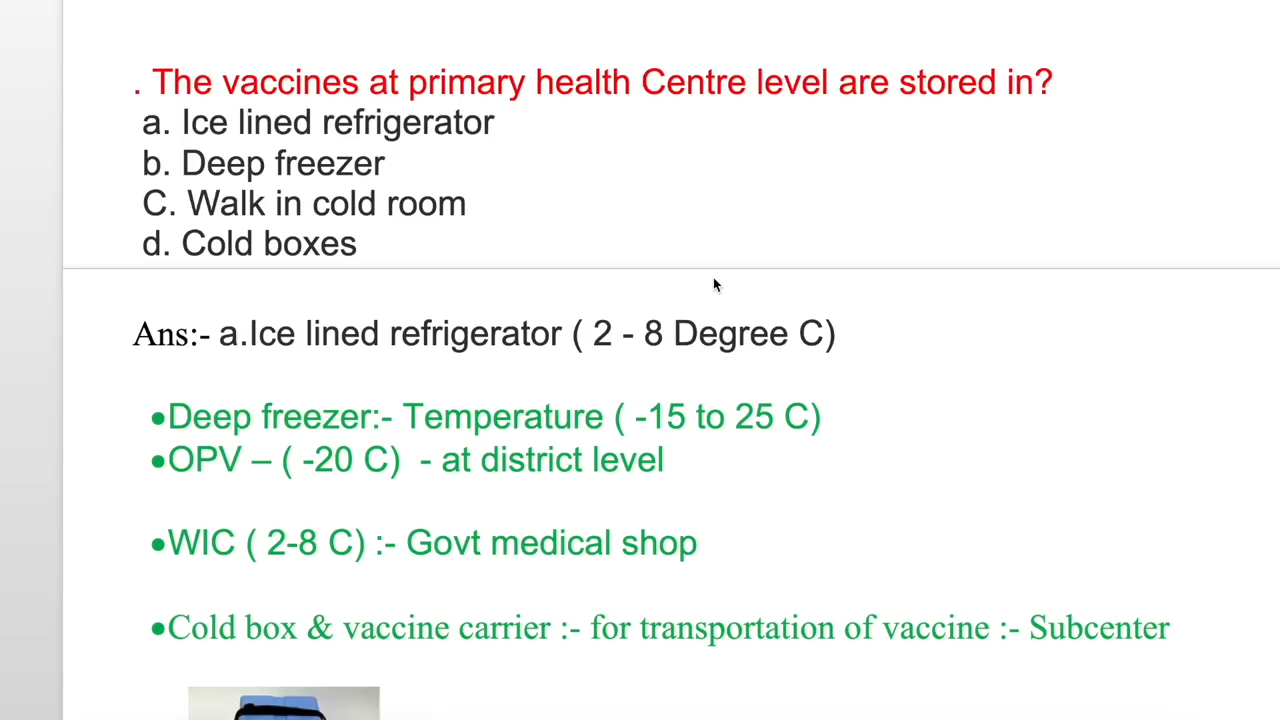 . The vaccines at primary health Centre level are stored in?
a. Ice lined refrigerator
b. Deep freezer
C. Walk in cold room
d. Cold boxes
Ans:- a.Ice lined refrigerator ( 2 - 8 Degree C)
•Deep freezer:- Temperature ( -15 to 25 C)
•OPV – ( -20 C) - at district level
•WIC ( 2-8 C) :- Govt medical shop
•Cold box & vaccine carrier :- for transportation of vaccine :- Subcenter